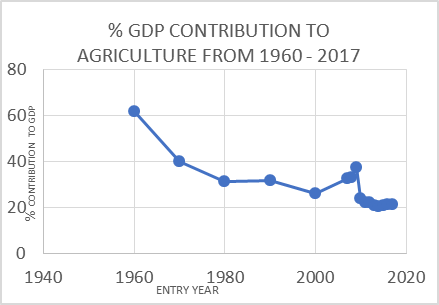 % GDP CONTRIBUTION TO
AGRICULTURE FROM 1960 - 2017
80
60
40
20
0
% CONTRIBUTION TO GDP
1940
1960
1980
2000
2020
ENTRY YEAR